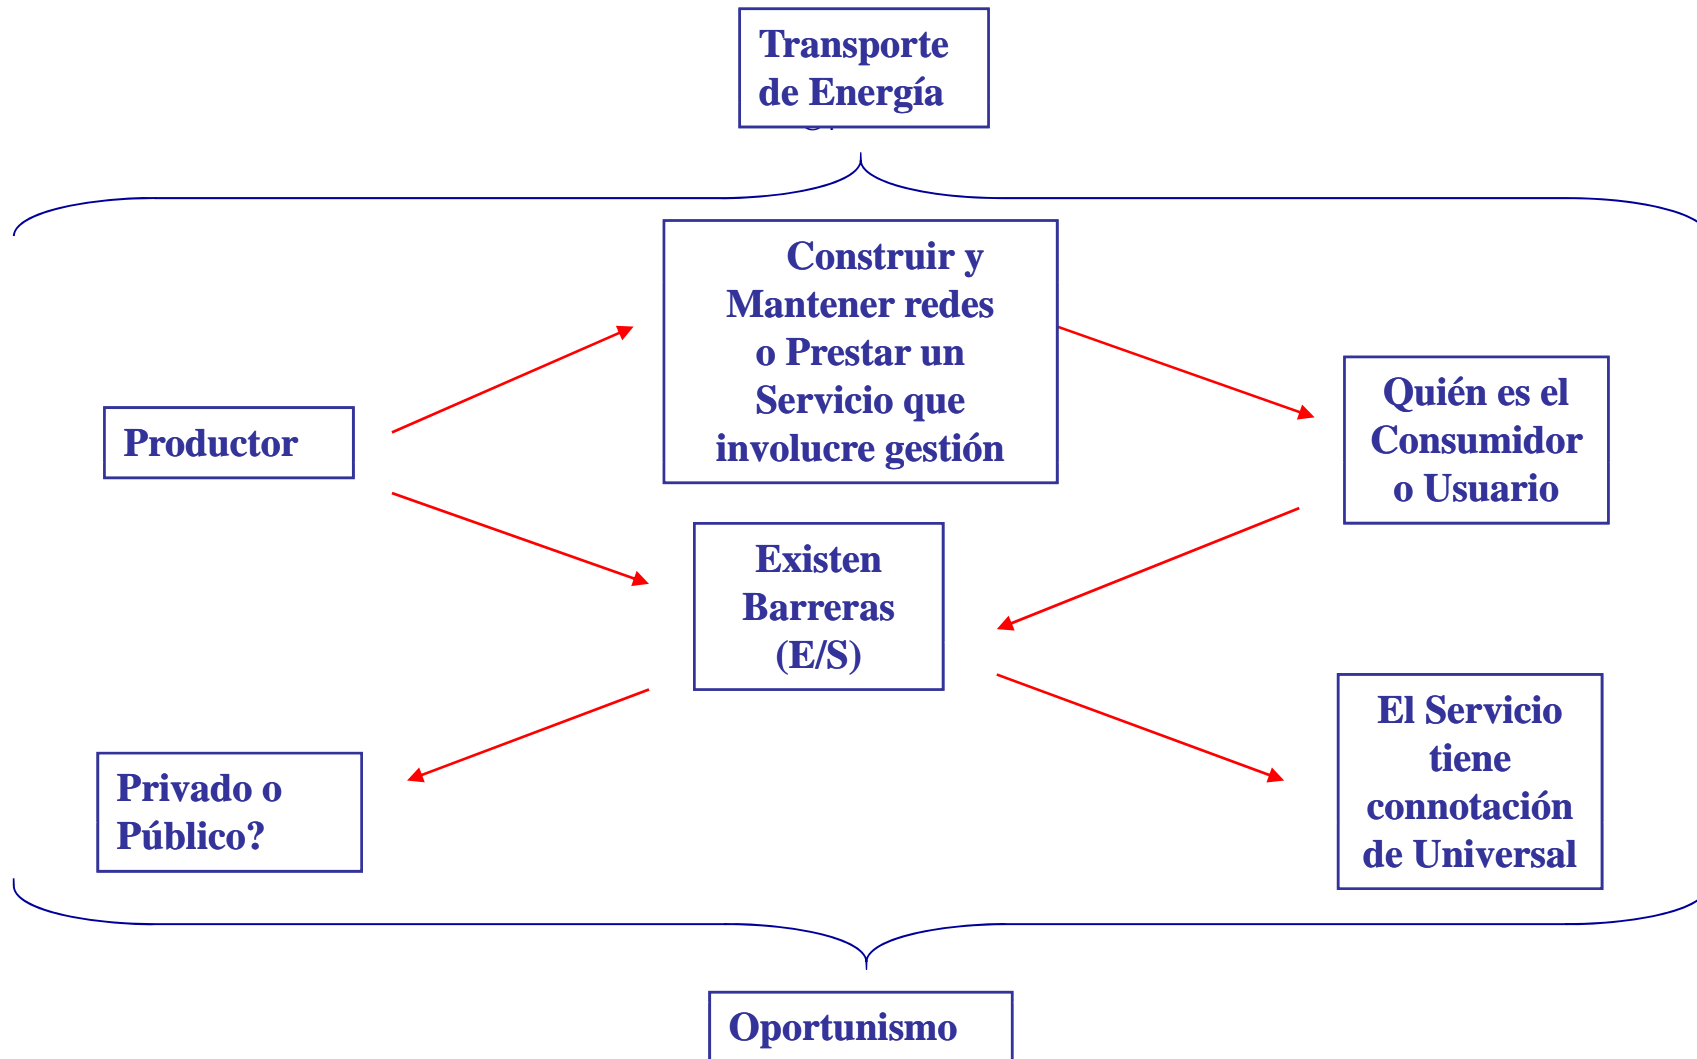 Transporte
de Energía
Construir y
Mantener redes
o Prestar un
Servicio que
involucre gestión
Quién es el
Consumidor
o Usuario
Productor
Existen
Barreras
(E/S)
El Servicio
tiene
connotación
de Universal
Privado o
Público?
Oportunismo